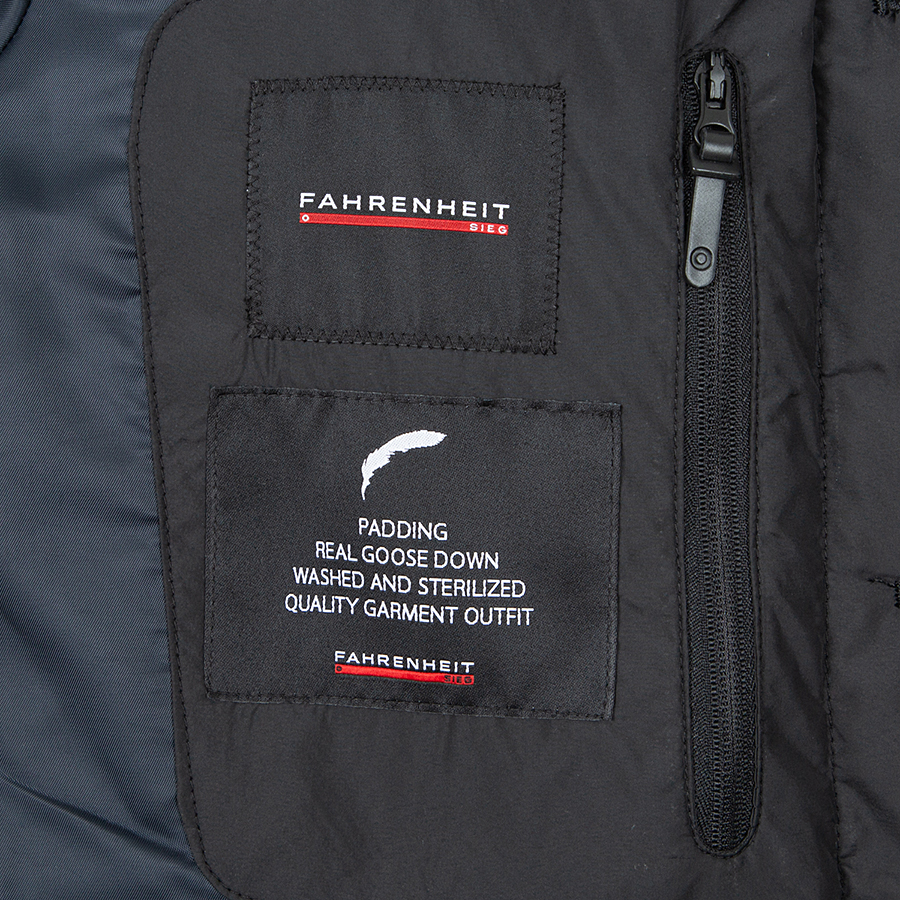 FAHRENHEIT
SIEG
PADDING
REAL GOOSE DOWN
WASHED AND STERILIZED
QUALITY GARMENT OUTFIT
FAHRENHEIT
SIEG